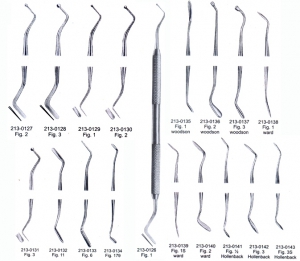 213-0127
Fig. 2
213-0128
Fig. 3
213-0129
Fig. 1
213-0130
Fig. 2
213-0135
Fig. 1
woodson
213-0136
Fig. 2
woodson
213-0137
Fig. 3
woodson
213-0138
Fig. 1
ward
213-0131
Fig. 3
213-0132
Fig. 11
213-0133
Fig. 6
213-0134
Fig. 179
213-0126
Fig. 1
213-0139
Fig. 1S
ward
213-0140
Fig. 2
ward
213-0141
Fig. ½
Hollenback
213-0142
Fig. 3
Hollenback
213-0143
Fig. 3S
Hollenback